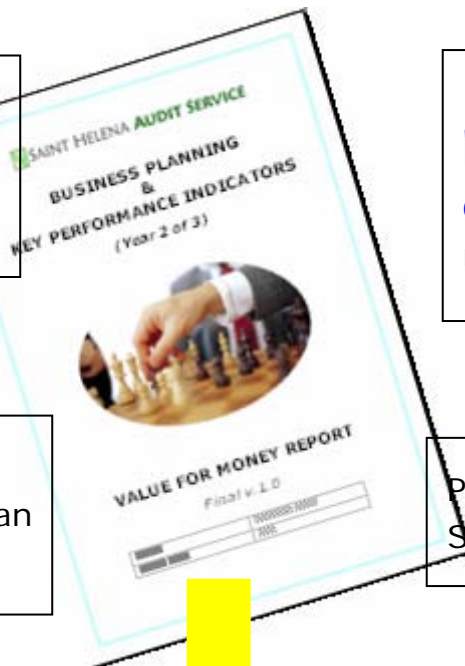 SAINT HELENA AUDIT SERVICE
BUSINESS PLANNING
&
KEY PERFORMANCE INDICATORS
(Year 2 of 3)
VALUE FOR MONEY REPORT
Final v.1.0
an
P
S